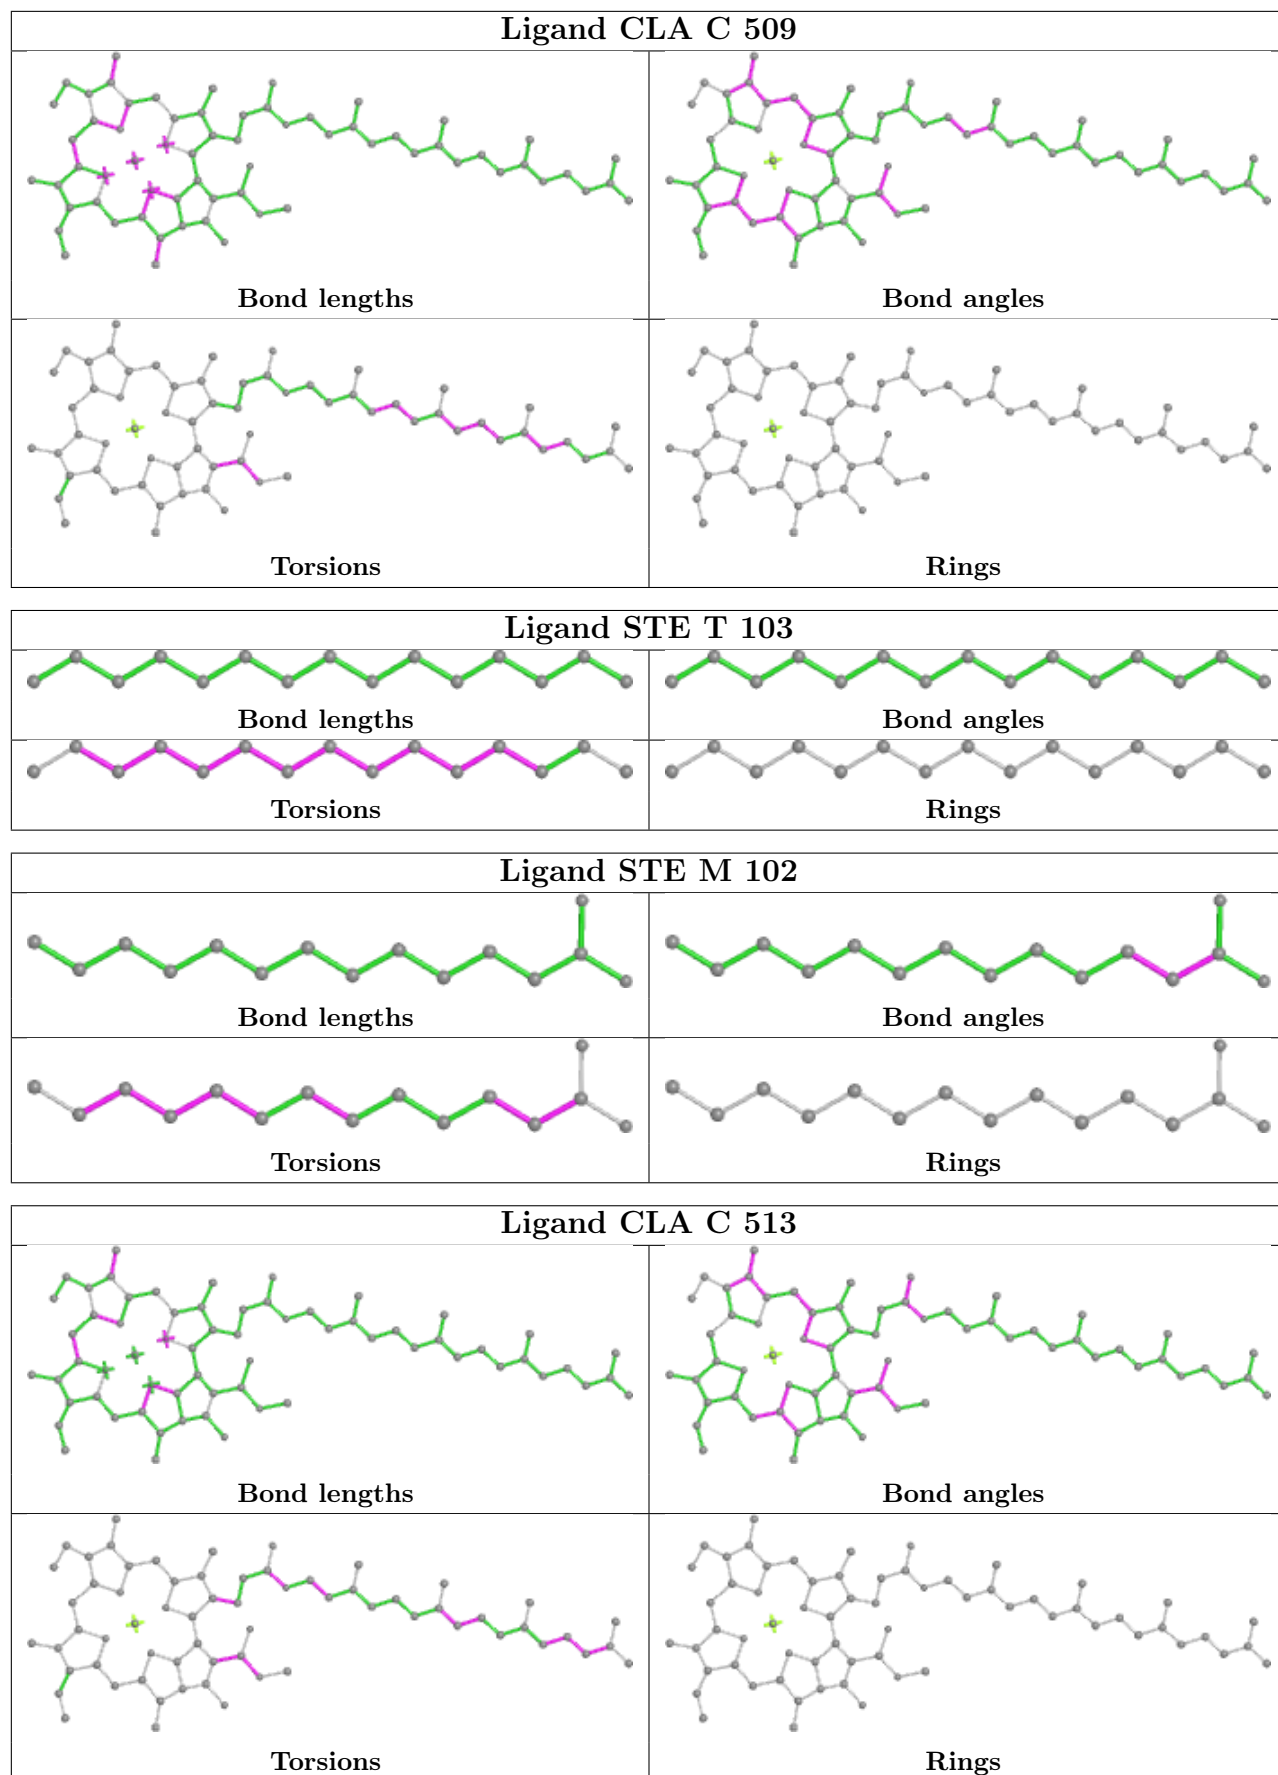 Ligand CLA C 509
Bond lengths
Bond angles
Torsions
Rings
Ligand STE T 103
Bond lengths
Bond angles
Torsions
Rings
Ligand STE M 102
Bond lengths
Bond angles
Torsions
Rings
Ligand CLA C 513
Bond lengths
Bond angles
Torsions
Rings